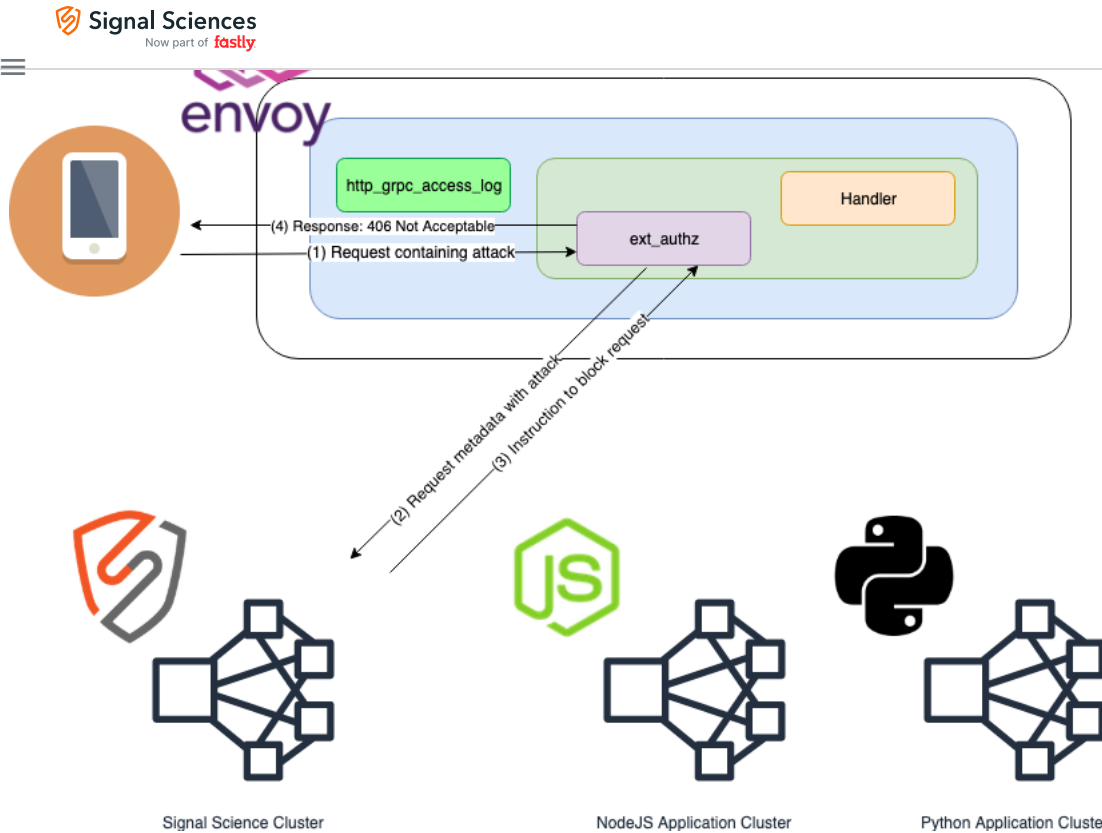 Signal Sciences
Now part of fastly
envoy
http_grpc_access_log
Handler
(4) Response: 406 Not Acceptable
ext_authz
(1) Request containing attack
(2) Request metadata with attack
(3) Instruction to block request
JS
Signal Science Cluster
NodeJS Application Cluster
Python Application Cluste